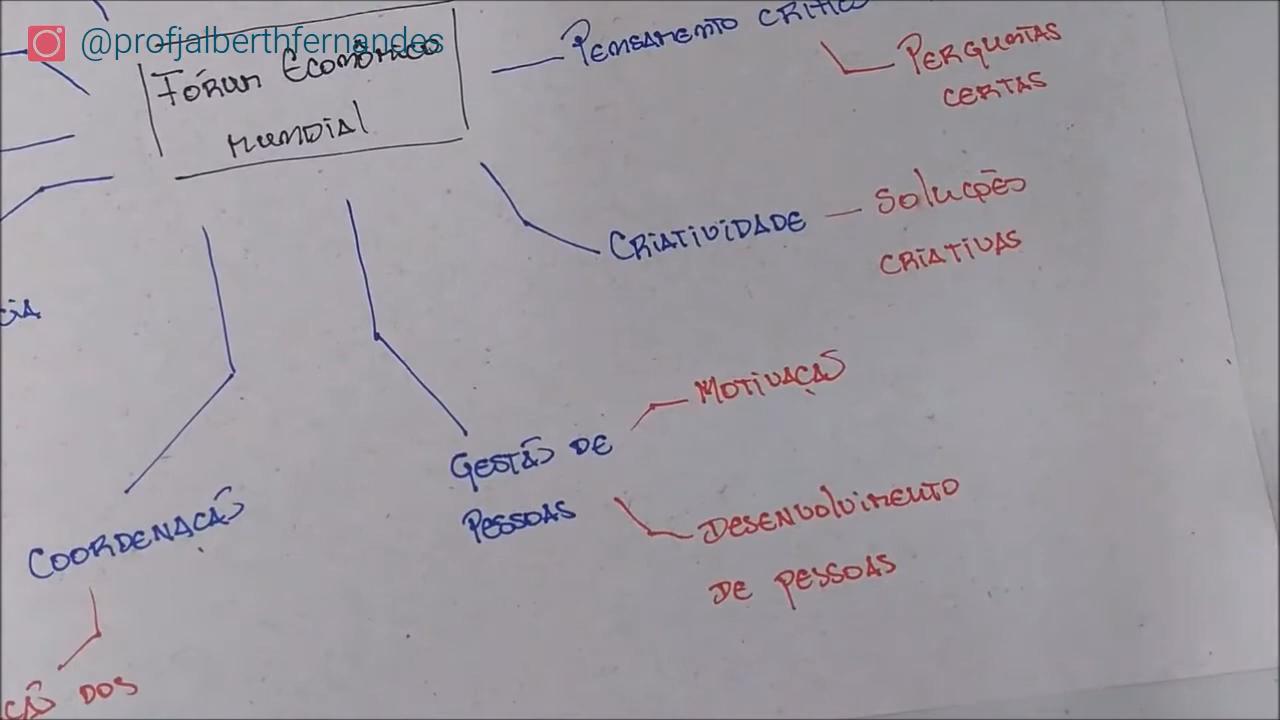 @profjalberthfernandes
Fórum Econômico
Mundial
Pensamento Crítico
Perguntas
Certas
Criatividade
Soluções
Criativas
Motivação
Gestão de
Pessoas
Desenvolvimento
de Pessoas
Coordenação
dos